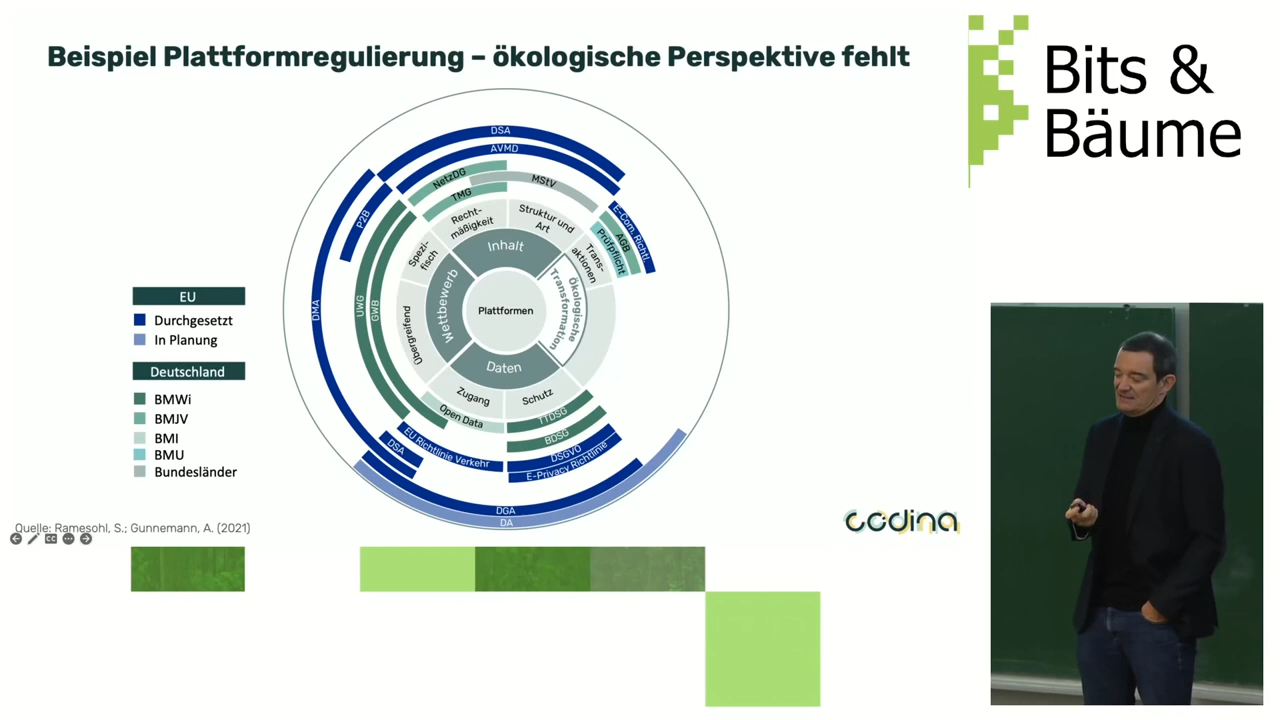 Beispiel Plattformregulierung – ökologische Perspektive fehlt
Bits &
Bäume
DSA
AVMD
NetzDG
MStV
TMG
P2B
E-Com. Richtl.
AGB
Prüfpflicht
Recht-
mäßigkeit
Struktur und
Art
Trans-
aktionen
Spezi-
fisch
Inhalt
Wettbewerb
Ökologische
Transformation
Plattformen
DMA
UWG
GWB
Übergreifend
Daten
Zugang
Schutz
Open Data
TTDSG
BDSG
EU Richtlinie Verkehr
DSA
DSGVO
E-Privacy Richtlinie
DGA
DA
EU
Durchgesetzt
In Planung
Deutschland
BMWi
BMJV
BMI
BMU
Bundesländer
Quelle: Ramesohl, S.; Gunnemann, A. (2021)
CC
codina